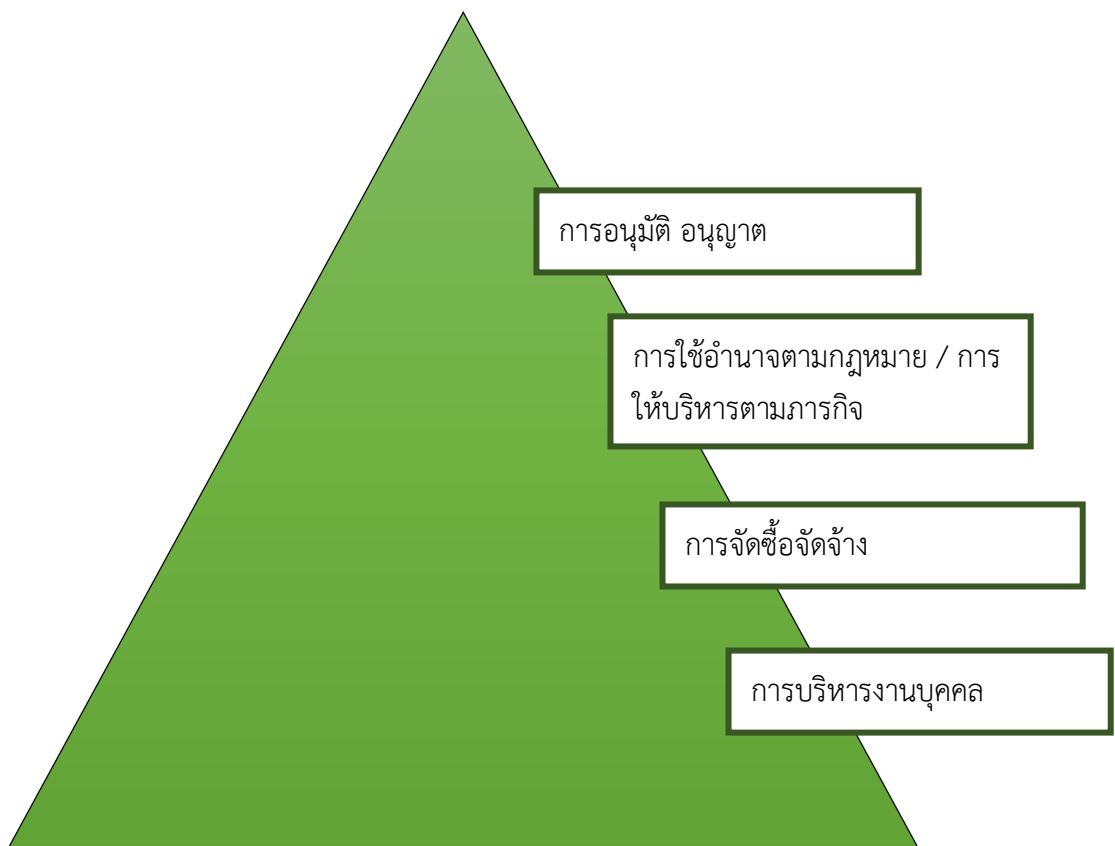 การอนุมัติ อนุญาต
การใช้อำนาจตามกฎหมาย / การ
ให้บริหารตามภารกิจ
การจัดซื้อจัดจ้าง
การบริหารงานบุคคล